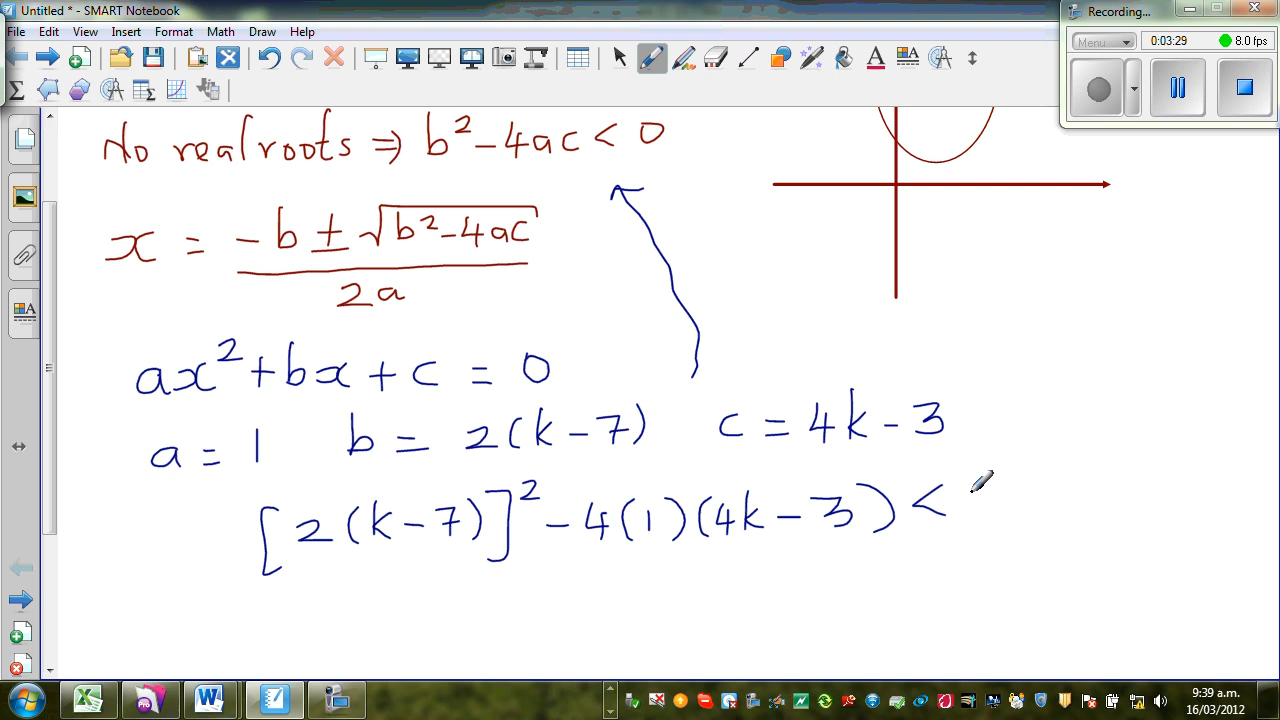 Untitled * - SMART Notebook
File Edit View Insert Format Math Draw Help
Recording...
Menu 0:03:29 8.0 fps
No real roots ⇒ b² - 4ac < 0
x = -b ± √b² - 4ac
2a
ax² + bx + c = 0
a = 1 b = 2(k - 7) c = 4k - 3
[2(k - 7)]² - 4(1)(4k - 3) <
9:39 a.m.
16/03/2012